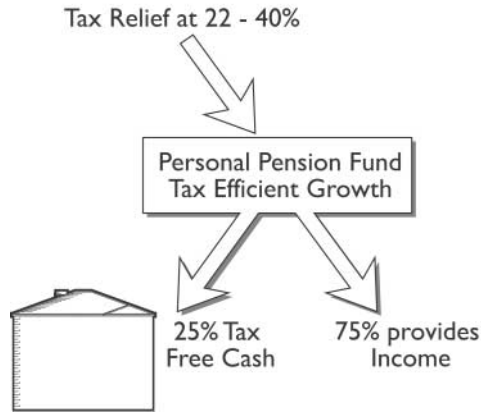 Tax Relief at 22 - 40%
Personal Pension Fund
Tax Efficient Growth
25% Tax
Free Cash
75% provides
Income